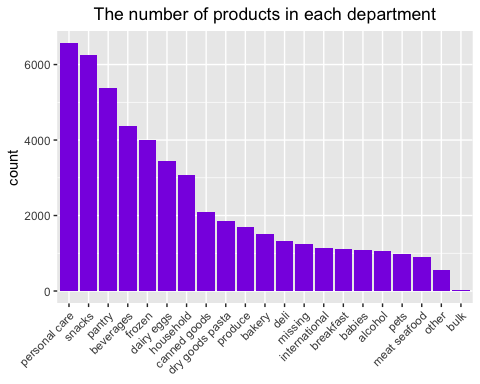 The number of products in each department
count
6000
4000
2000
0
personal care
snacks
pantry
beverages
frozen
dairy eggs
household
canned goods
dry goods pasta
produce
bakery
deli
missing
international
breakfast
babies
alcohol
pets
meat seafood
other
bulk